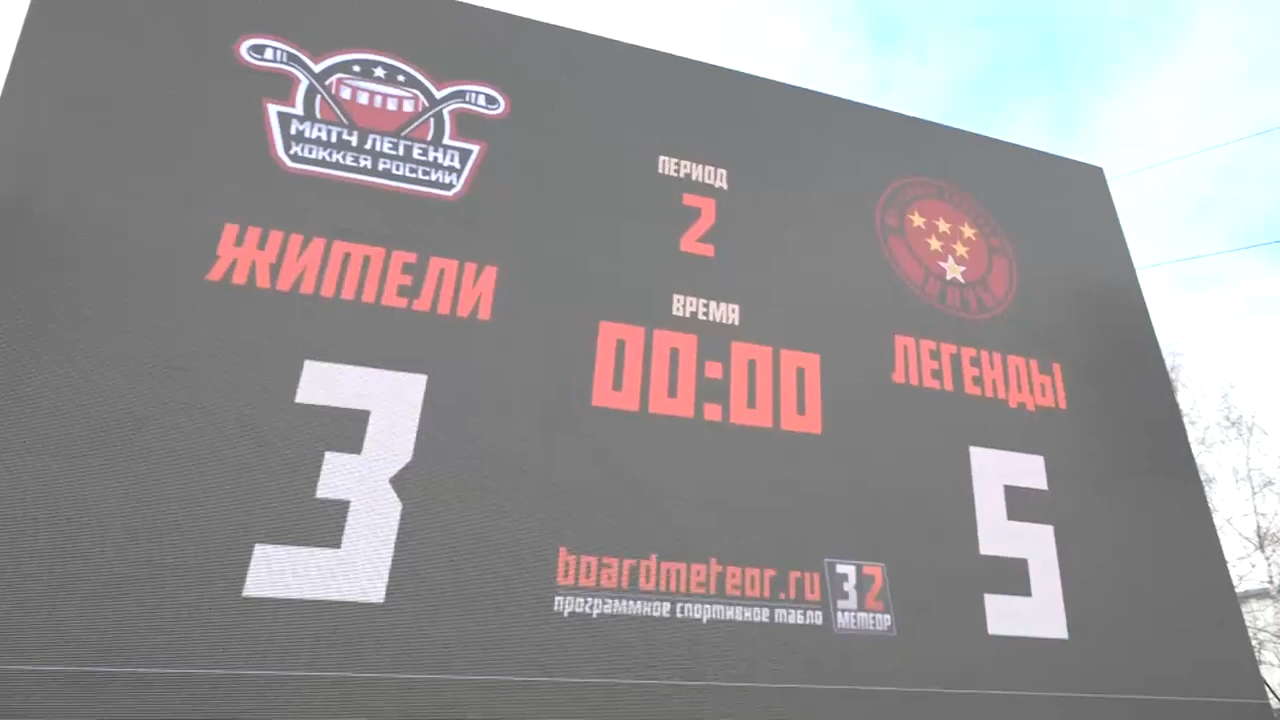 МАТЧ ЛЕГЕНД
ХОККЕЯ РОССИИ
ПЕРИОД
2
ЖИТЕЛИ
ВРЕМЯ
00:00
ЛЕГЕНДЫ
3
5
boardmeteor.ru
программное спортивное табло
32
МЕТЕОР